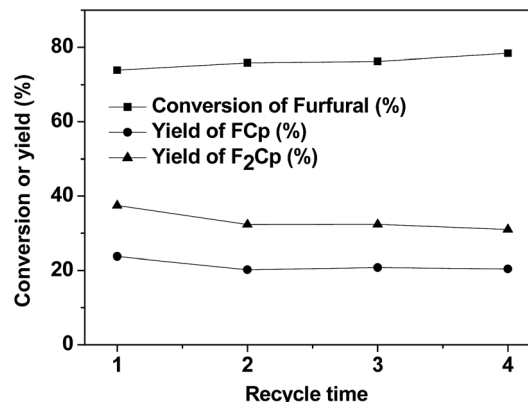 Conversion or yield (%)
80
60
40
20
0
Conversion of Furfural (%)
Yield of FCp (%)
Yield of F₂Cp (%)
1 2 3 4
Recycle time